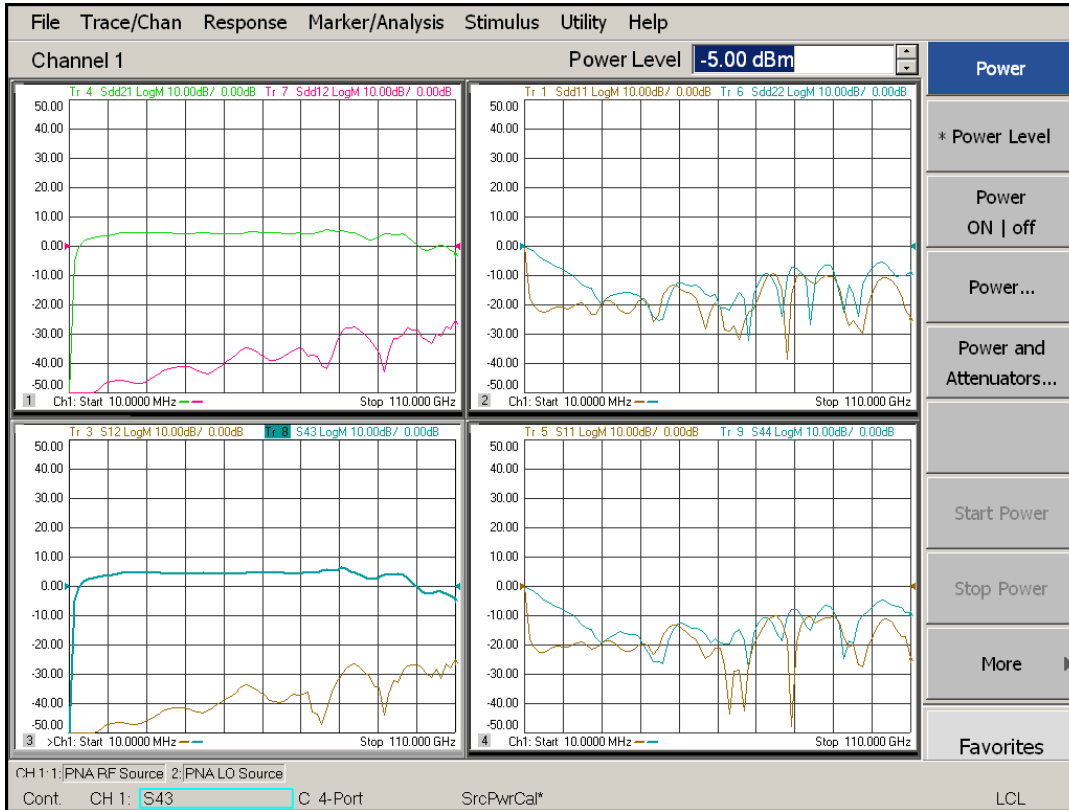 File Trace/Chan Response Marker/Analysis Stimulus Utility Help
Channel 1 Power Level -5.00 dBm
Tr 4 Sdd21 LogM 10.00dB/ 0.00dB Tr 7 Sdd12 LogM 10.00dB/ 0.00dB
50.00
40.00
30.00
20.00
10.00
0.00
-10.00
-20.00
-30.00
-40.00
-50.00
1 Ch1: Start 10.0000 MHz Stop 110.000 GHz
Tr 1 Sdd11 LogM 10.00dB/ 0.00dB Tr 6 Sdd22 LogM 10.00dB/ 0.00dB
50.00
40.00
30.00
20.00
10.00
0.00
-10.00
-20.00
-30.00
-40.00
-50.00
2 Ch1: Start 10.0000 MHz Stop 110.000 GHz
Tr 3 S12 LogM 10.00dB/ 0.00dB Tr 8 S43 LogM 10.00dB/ 0.00dB
50.00
40.00
30.00
20.00
10.00
0.00
-10.00
-20.00
-30.00
-40.00
-50.00
3 >Ch1: Start 10.0000 MHz Stop 110.000 GHz
Tr 5 S11 LogM 10.00dB/ 0.00dB Tr 9 S44 LogM 10.00dB/ 0.00dB
50.00
40.00
30.00
20.00
10.00
0.00
-10.00
-20.00
-30.00
-40.00
-50.00
4 Ch1: Start 10.0000 MHz Stop 110.000 GHz
Power
* Power Level
Power
ON | off
Power...
Power and
Attenuators...
Start Power
Stop Power
More
Favorites
CH 1: 1: PNA RF Source 2: PNA LO Source
Cont. CH 1: S43 C 4-Port SrcPwrCal* LCL